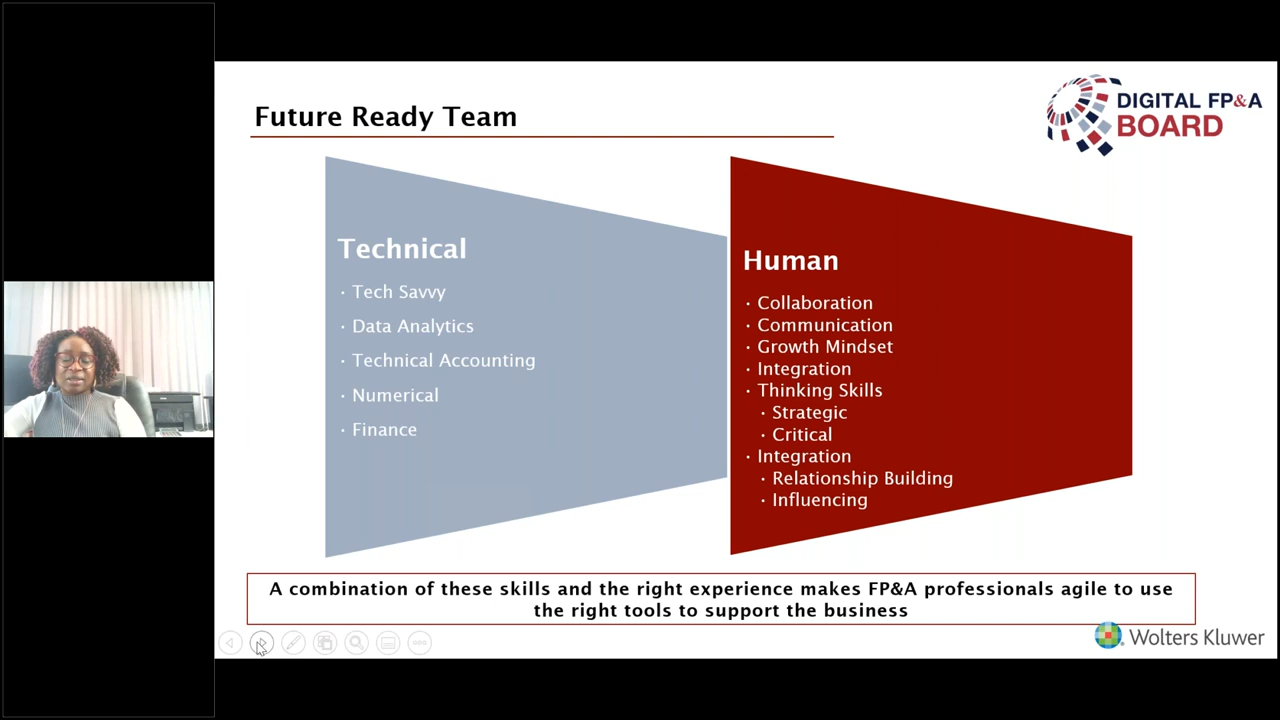 Future Ready Team
DIGITAL FP&A
BOARD
Technical
· Tech Savvy
· Data Analytics
· Technical Accounting
· Numerical
· Finance
Human
· Collaboration
· Communication
· Growth Mindset
· Integration
· Thinking Skills
· Strategic
· Critical
· Integration
· Relationship Building
· Influencing
A combination of these skills and the right experience makes FP&A professionals agile to use
the right tools to support the business
Wolters Kluwer